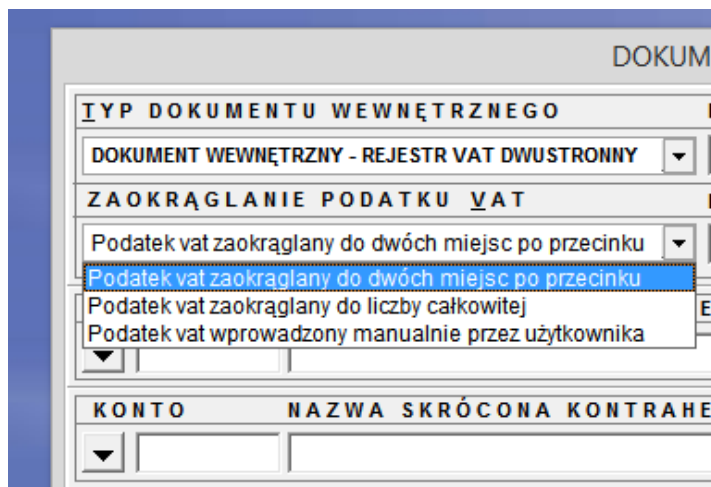 DOKUM
TYP DOKUMENTU WEWNĘTRZNEGO
DOKUMENT WEWNĘTRZNY - REJESTR VAT DWUSTRONNY
ZAOKRĄGLANIE PODATKU VAT
Podatek vat zaokrąglany do dwóch miejsc po przecinku
Podatek vat zaokrąglany do dwóch miejsc po przecinku
Podatek vat zaokrąglany do liczby całkowitej
Podatek vat wprowadzony manualnie przez użytkownika
KONTO NAZWA SKRÓCONA KONTRAHE